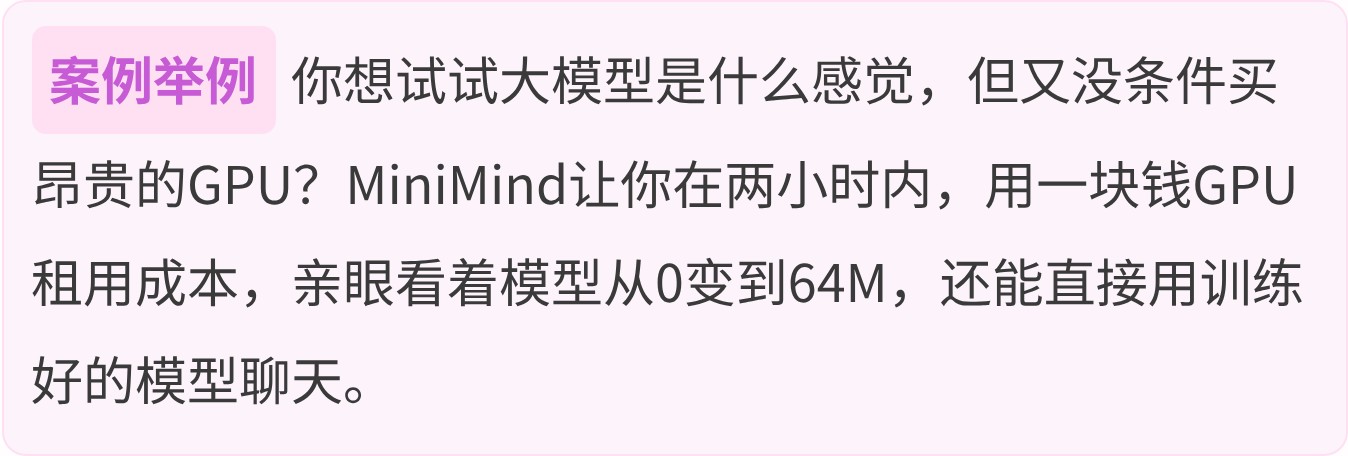 案例举例 你想试试大模型是什么感觉，但又没条件买
昂贵的GPU？MiniMind让你在两小时内，用一块钱GPU
租用成本，亲眼看着模型从0变到64M，还能直接用训练
好的模型聊天。